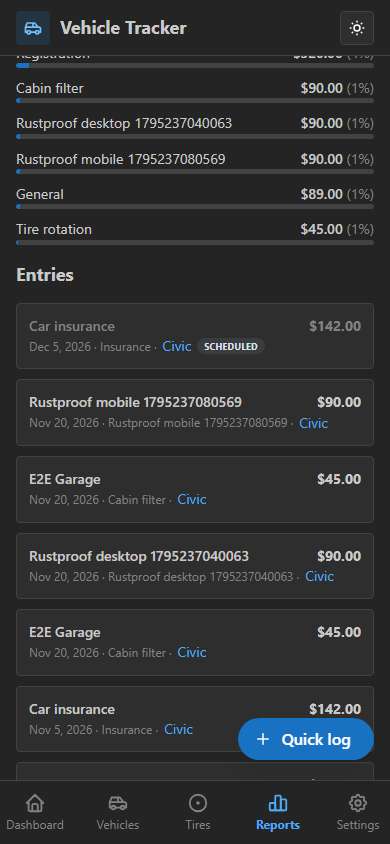 Vehicle Tracker
Cabin filter $90.00 (1%)
Rustproof desktop 1795237040063 $90.00 (1%)
Rustproof mobile 1795237080569 $90.00 (1%)
General $89.00 (1%)
Tire rotation $45.00 (1%)
Entries
Car insurance $142.00
Dec 5, 2026 · Insurance · Civic SCHEDULED
Rustproof mobile 1795237080569 $90.00
Nov 20, 2026 · Rustproof mobile 1795237080569 · Civic
E2E Garage $45.00
Nov 20, 2026 · Cabin filter · Civic
Rustproof desktop 1795237040063 $90.00
Nov 20, 2026 · Rustproof desktop 1795237040063 · Civic
E2E Garage $45.00
Nov 20, 2026 · Cabin filter · Civic
Car insurance $142.00
Nov 5, 2026 · Insurance · Civic
+ Quick log
Dashboard Vehicles Tires Reports Settings